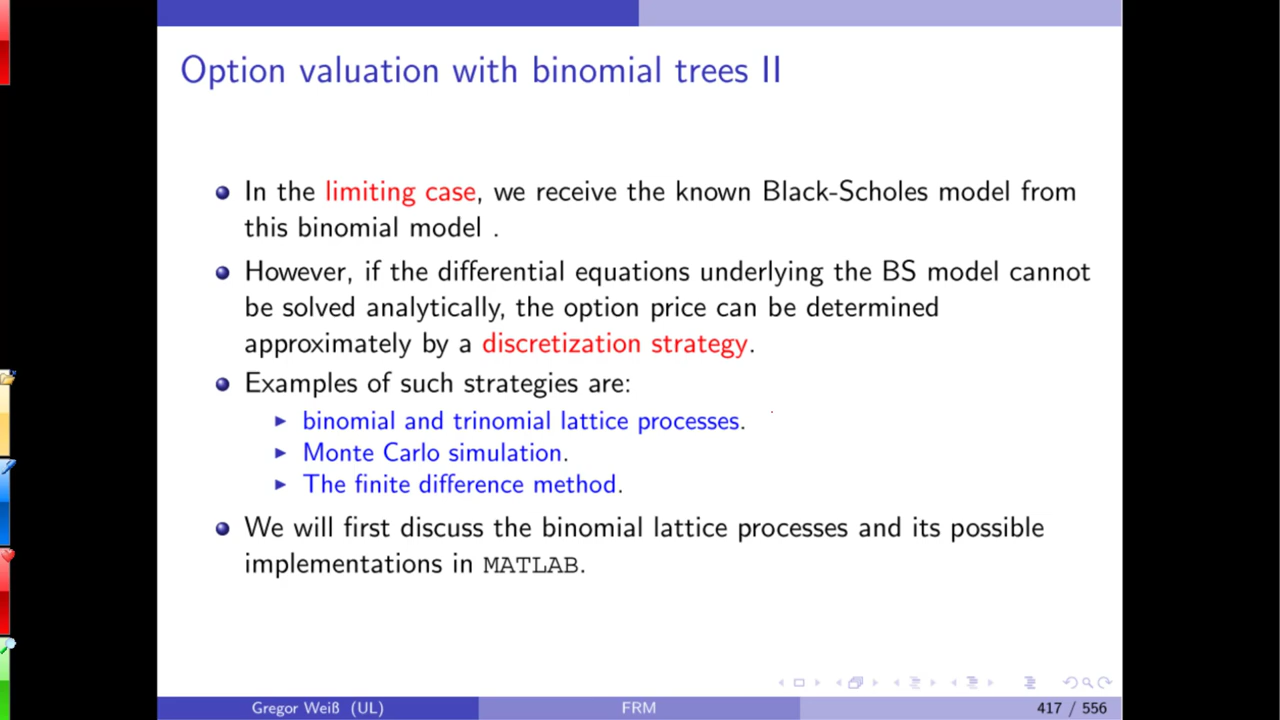 Option valuation with binomial trees II
In the limiting case, we receive the known Black-Scholes model from
this binomial model .
However, if the differential equations underlying the BS model cannot
be solved analytically, the option price can be determined
approximately by a discretization strategy.
Examples of such strategies are:
binomial and trinomial lattice processes.
Monte Carlo simulation.
The finite difference method.
We will first discuss the binomial lattice processes and its possible
implementations in MATLAB.
Gregor Weiß (UL) FRM 417 / 556